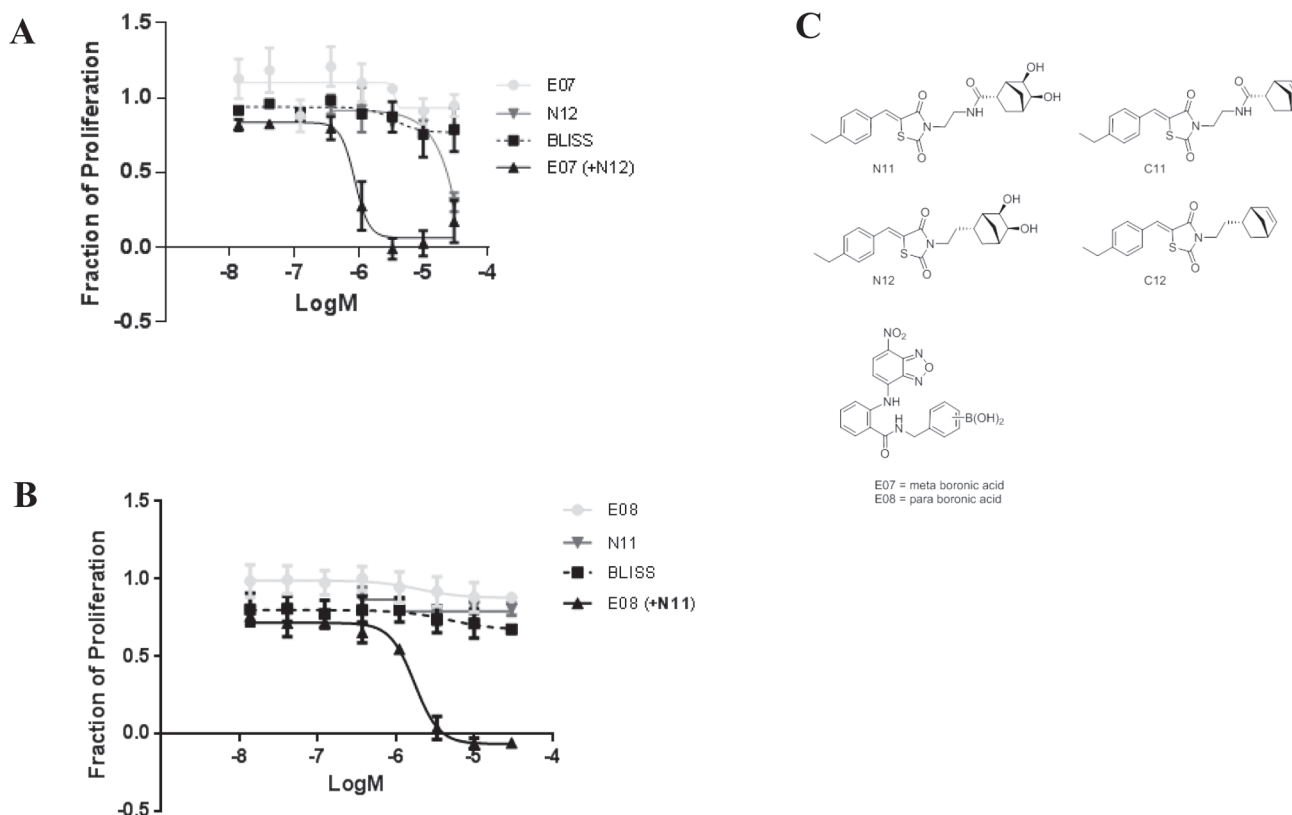 A
Fraction of Proliferation
1.5
1.0
0.5
0.0
-0.5
-8
-7
-6
-5
-4
LogM
E07
N12
BLISS
E07 (+N12)
B
Fraction of Proliferation
1.5
1.0
0.5
0.0
-0.5
-8
-7
-6
-5
-4
LogM
E08
N11
BLISS
E08 (+N11)
C
O
N
H
OH
OH
O
N
S
O
N11
O
N
H
O
N
S
O
C11
OH
OH
O
N
S
O
N12
O
N
S
O
C12
NO2
N
O
N
NH
H
N
O
B(OH)2
E07 = meta boronic acid
E08 = para boronic acid